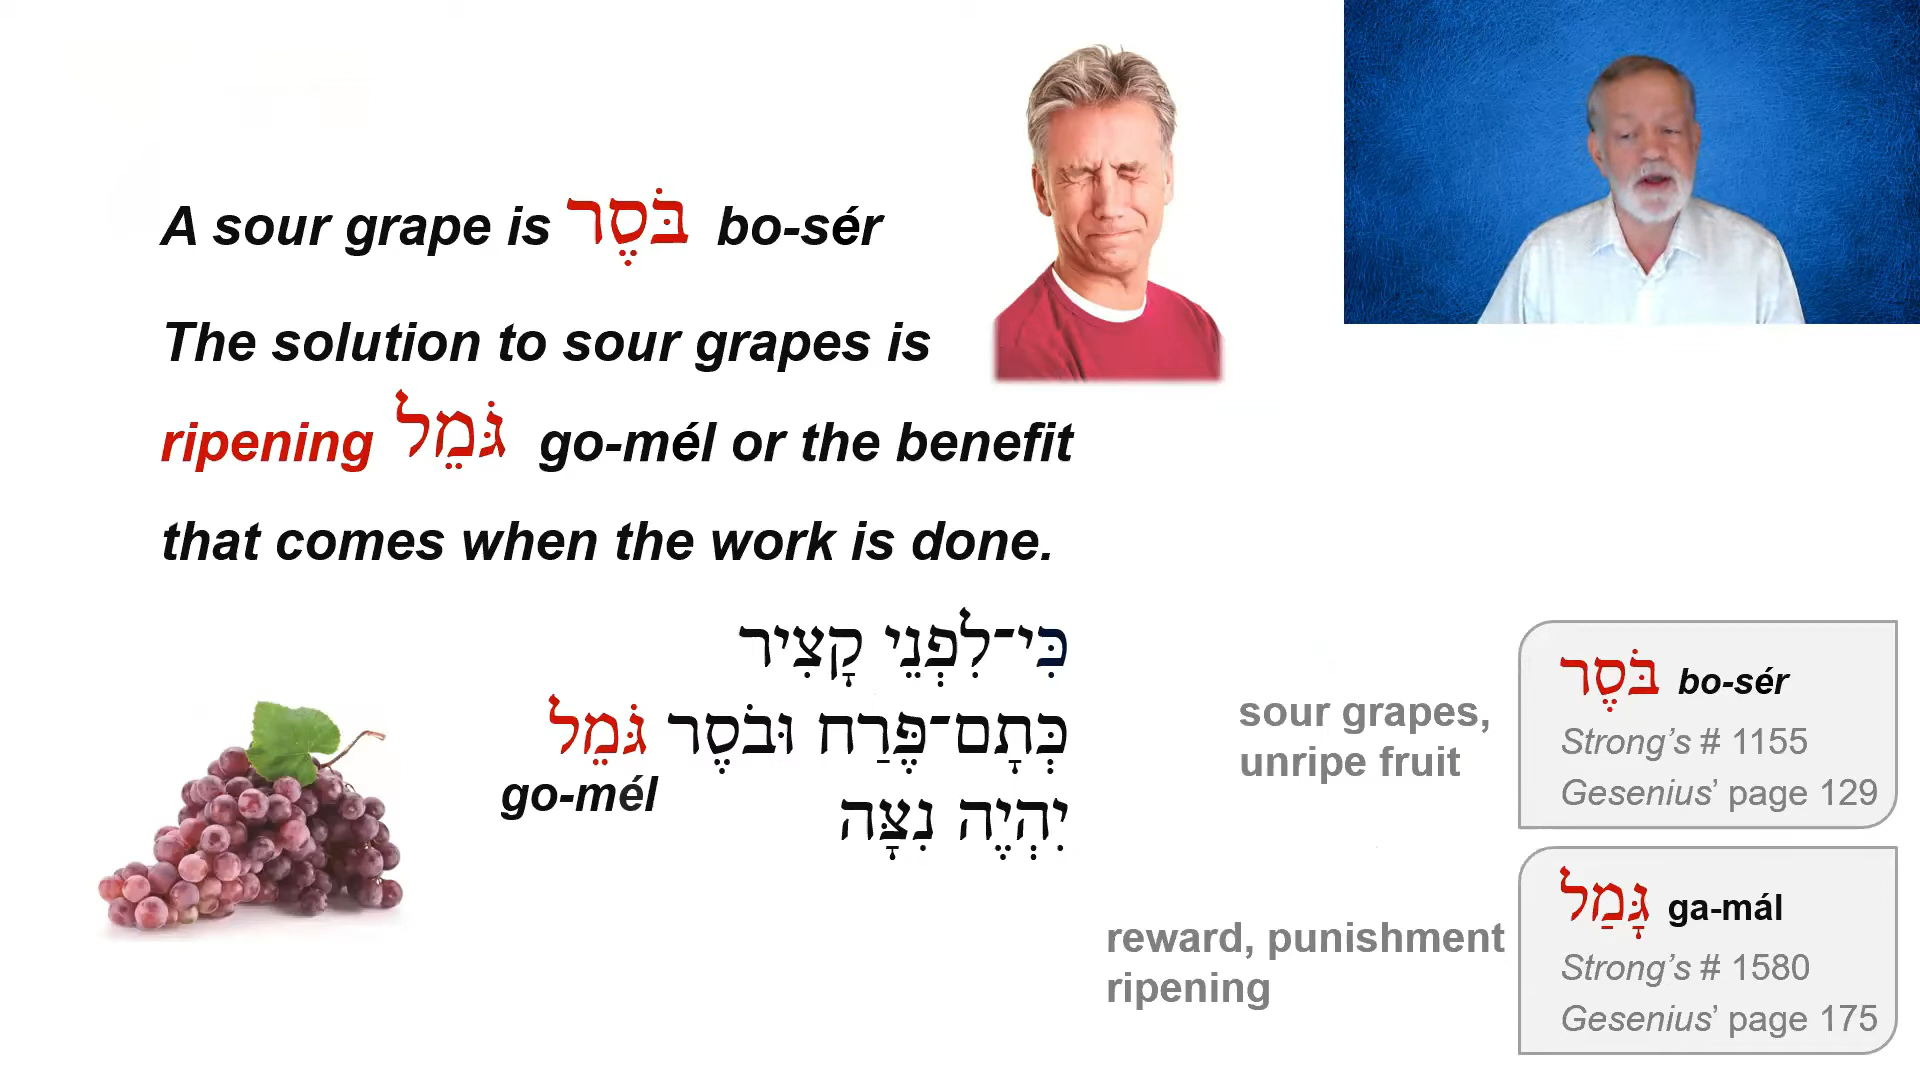 A sour grape is בֹּסֶר bo-sér
The solution to sour grapes is
ripening גֹּמֵל go-mél or the benefit
that comes when the work is done.
כִּי־לִפְנֵי קָצִיר
כְּתָם־פֶּרַח וּבֹסֶר גֹּמֵל
go-mél
יִהְיֶה נִצָּה
sour grapes,
unripe fruit
בֹּסֶר bo-sér
Strong’s # 1155
Gesenius’ page 129
reward, punishment
ripening
גָּמַל ga-mál
Strong’s # 1580
Gesenius’ page 175